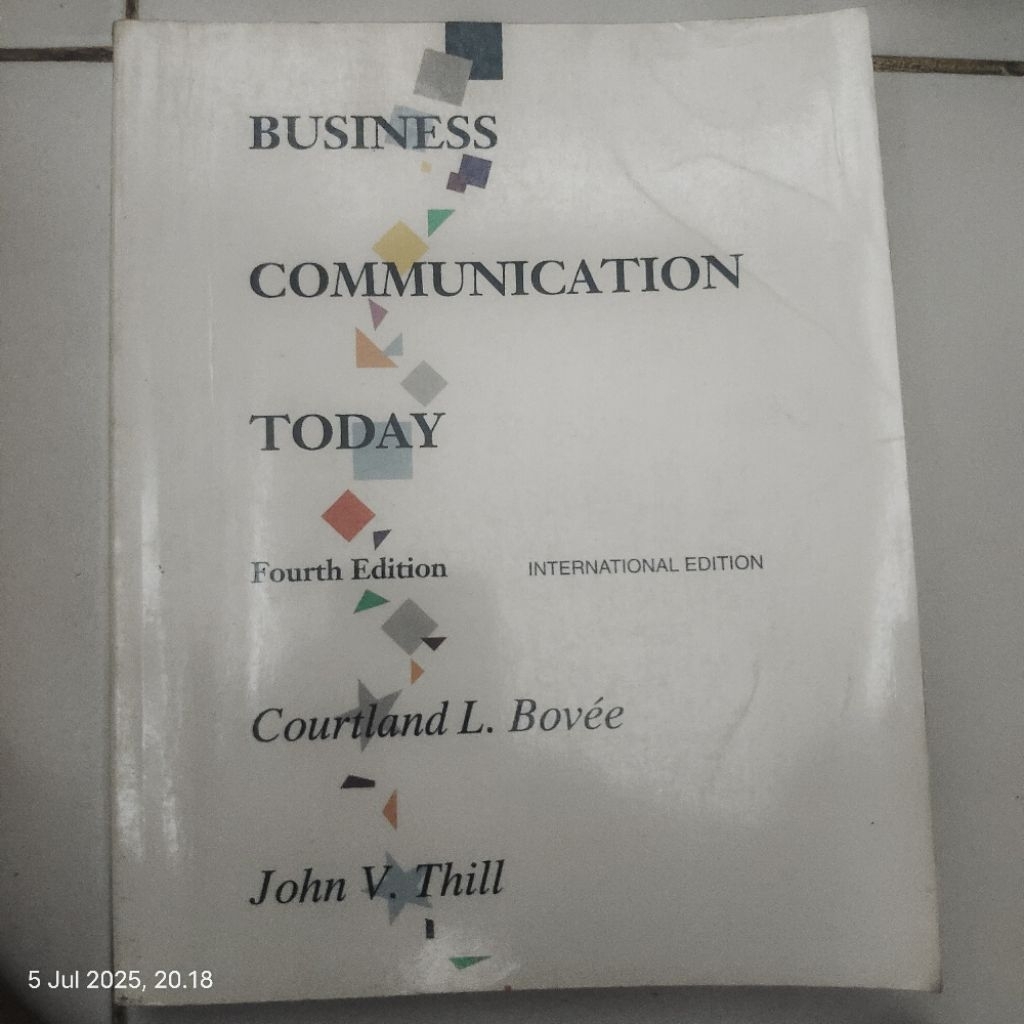 BUSINESS
COMMUNICATION
TODAY
Fourth Edition INTERNATIONAL EDITION
Courtland L. Bovée
John V. Thill
5 Jul 2025, 20.18